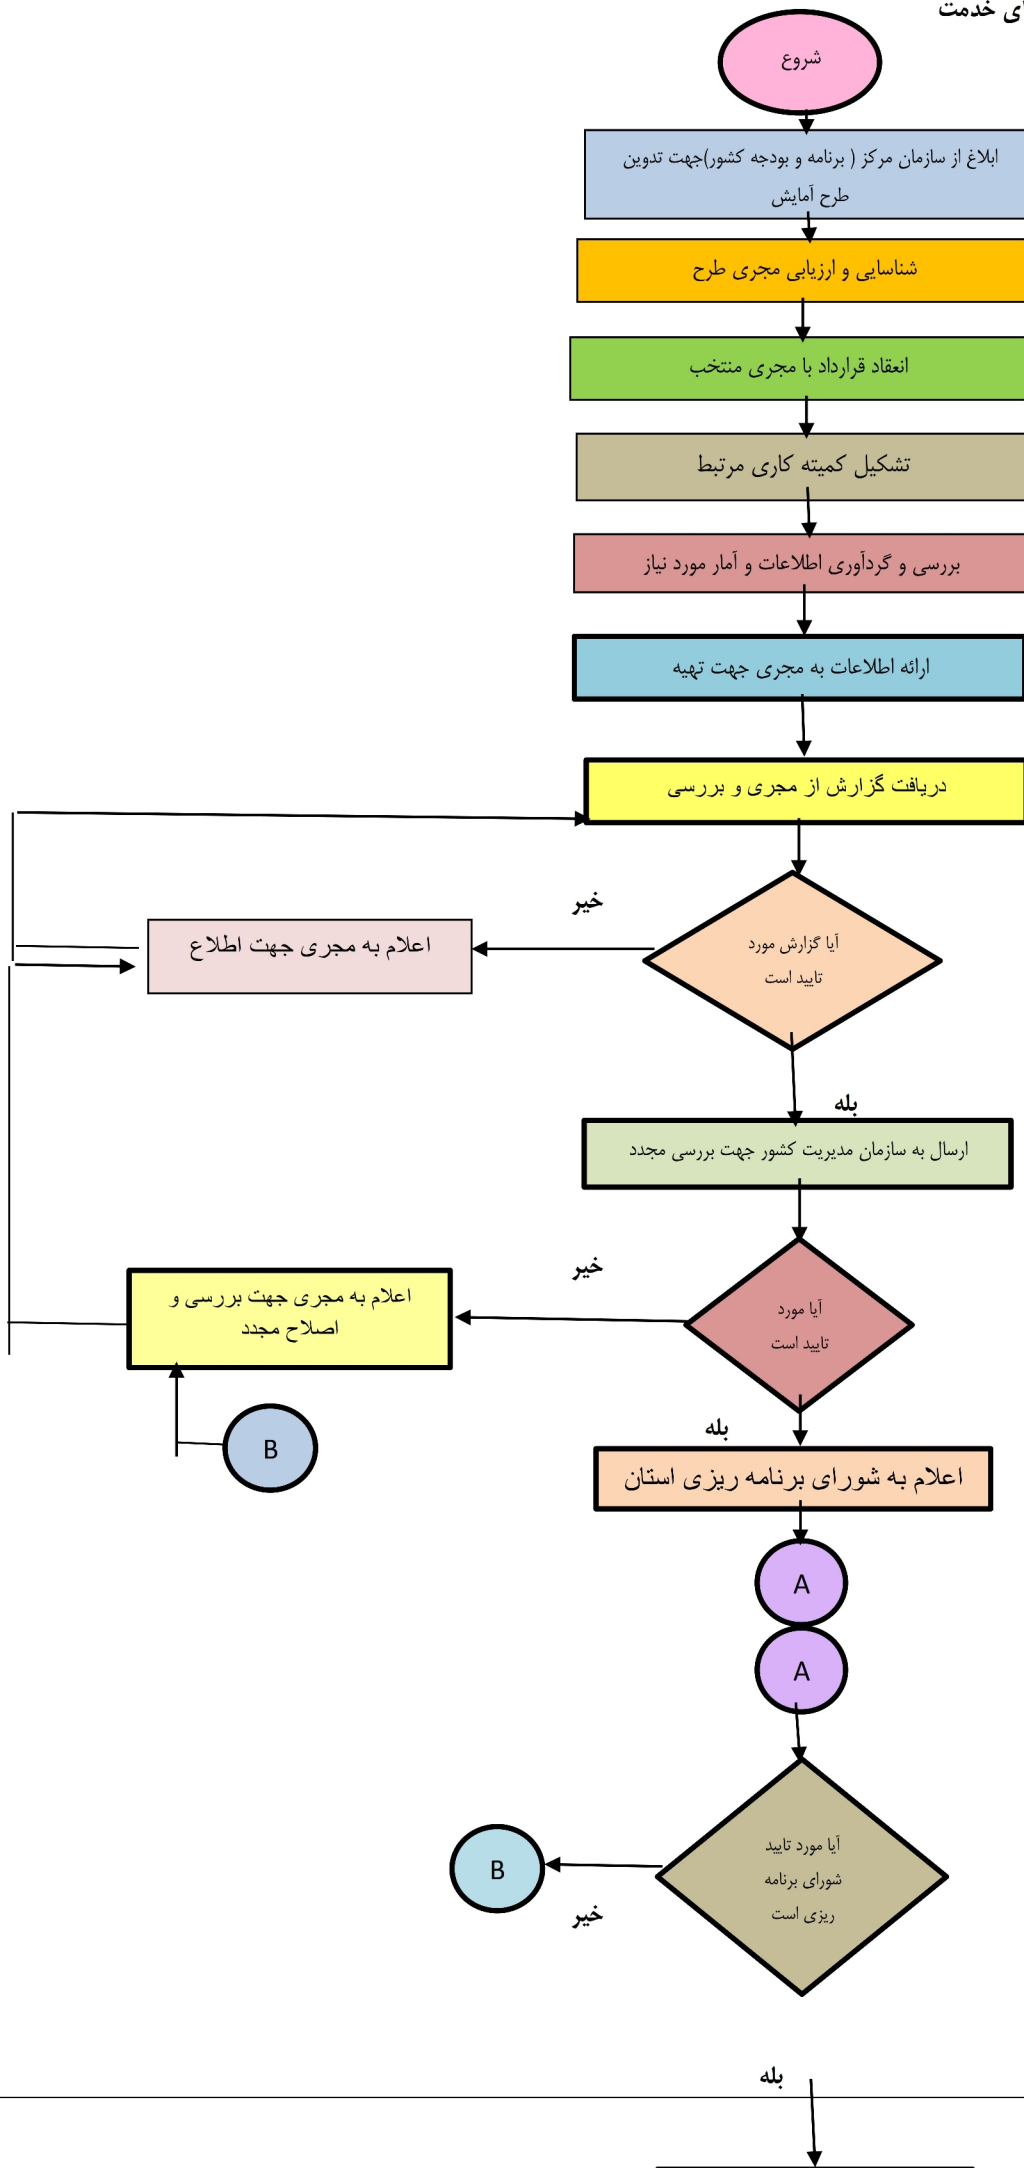 ای خدمت
شروع
ابلاغ از سازمان مرکز ( برنامه و بودجه کشور)جهت تدوین
طرح آمایش
شناسایی و ارزیابی مجری طرح
انعقاد قرارداد با مجری منتخب
تشکیل کمیته کاری مرتبط
بررسی و گردآوری اطلاعات و آمار مورد نیاز
ارائه اطلاعات به مجری جهت تهیه
دریافت گزارش از مجری و بررسی
خیر
آیا گزارش مورد
تایید است
اعلام به مجری جهت اطلاع
بله
ارسال به سازمان مدیریت کشور جهت بررسی مجدد
خیر
آیا مورد
تایید است
اعلام به مجری جهت بررسی و
اصلاح مجدد
B
بله
اعلام به شورای برنامه ریزی استان
A
A
آیا مورد تایید
شورای برنامه
ریزی است
B
خیر
بله